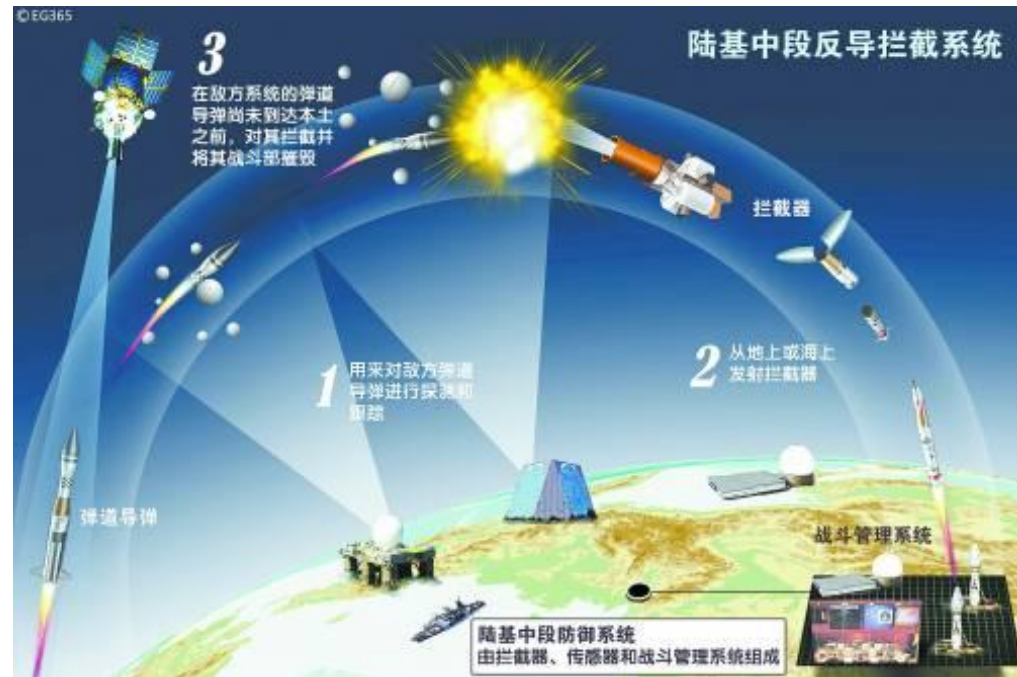 ©EG365
陆基中段反导拦截系统
3
在敌方系统的弹道
导弹尚未到达本土
之前，对其拦截并
将其战斗部摧毁
拦截器
1
用来对敌方弹道
导弹进行探测和
跟踪
2
从地上或海上
发射拦截器
弹道导弹
战斗管理系统
陆基中段防御系统
由拦截器、传感器和战斗管理系统组成